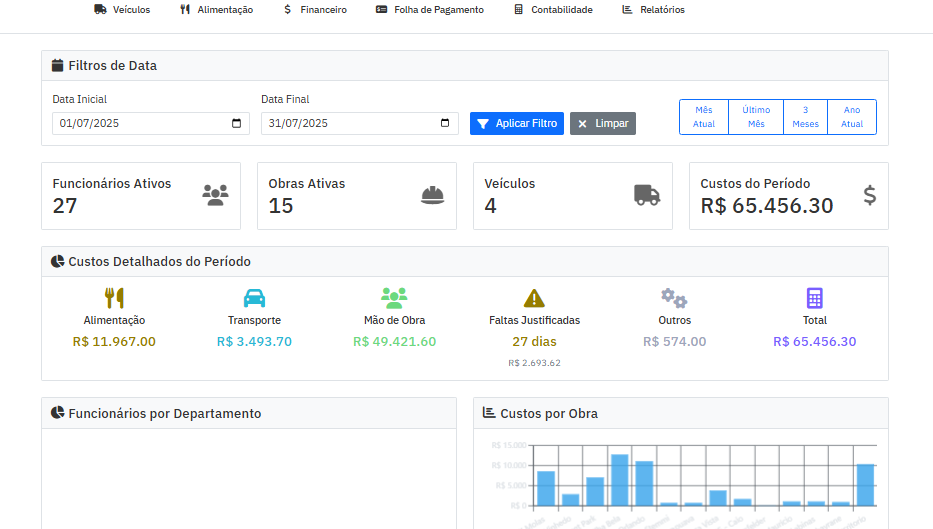 Veículos Alimentação Financeiro Folha de Pagamento Contabilidade Relatórios
Filtros de Data
Data Inicial Data Final
01/07/2025 31/07/2025 Aplicar Filtro Limpar
Mês Atual Último Mês 3 Meses Ano Atual
Funcionários Ativos
27
Obras Ativas
15
Veículos
4
Custos do Período
R$ 65.456.30
Custos Detalhados do Período
Alimentação Transporte Mão de Obra Faltas Justificadas Outros Total
R$ 11.967.00 R$ 3.493.70 R$ 49.421.60 27 dias R$ 574.00 R$ 65.456.30
R$ 2.693.62
Funcionários por Departamento
Custos por Obra
R$ 15.000
R$ 10.000
R$ 5.000
R$ 0